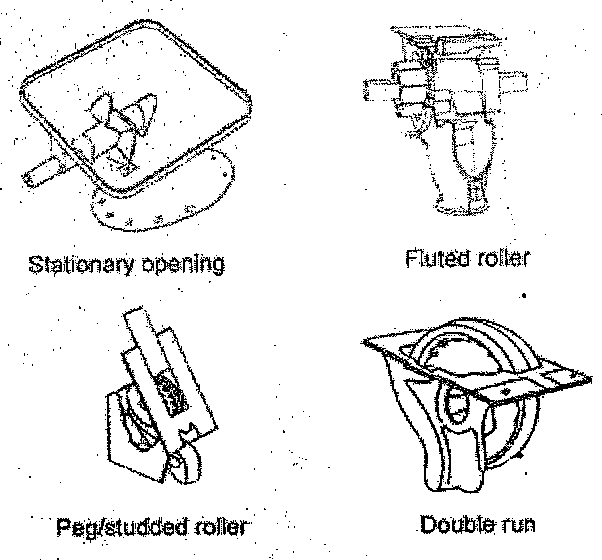 Stationary opening
Fluted roller
Peg/studded roller
Double run